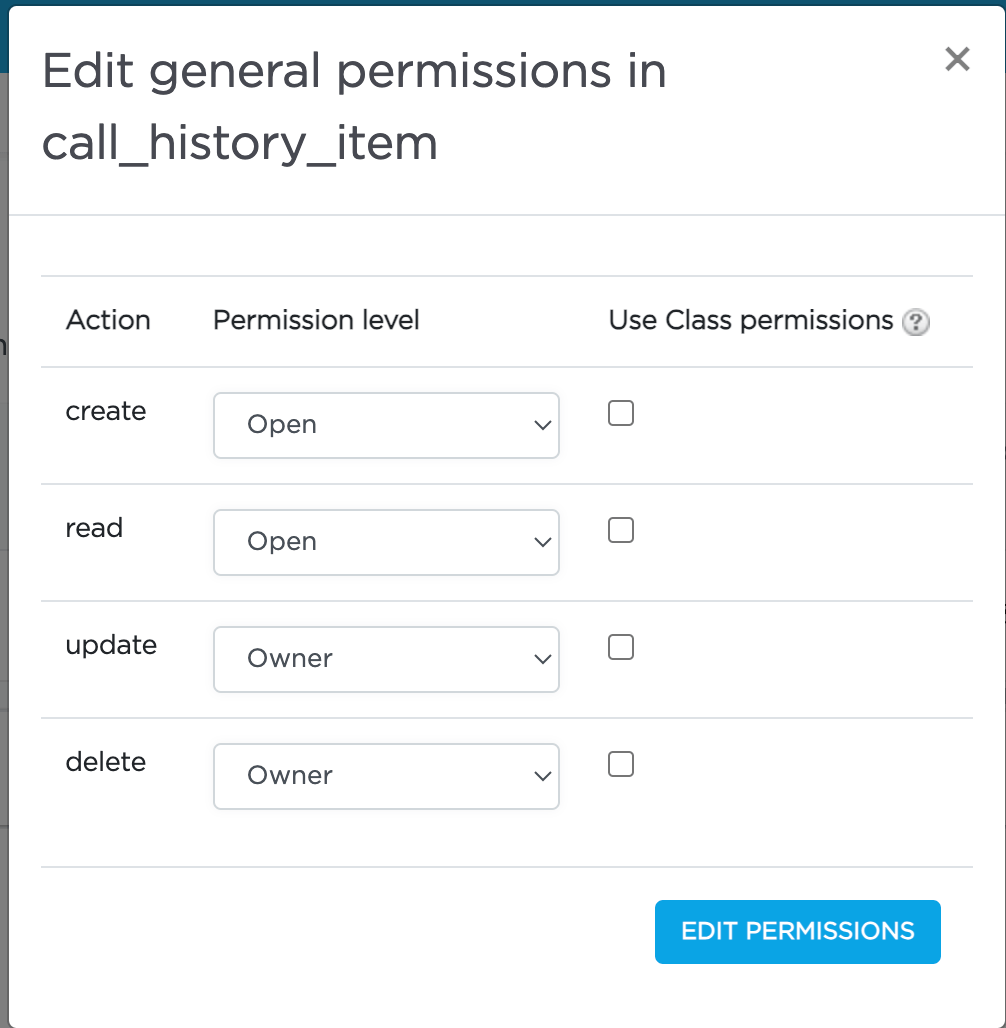 Edit general permissions in
call_history_item
Action Permission level Use Class permissions ?
create Open
read Open
update Owner
delete Owner
EDIT PERMISSIONS